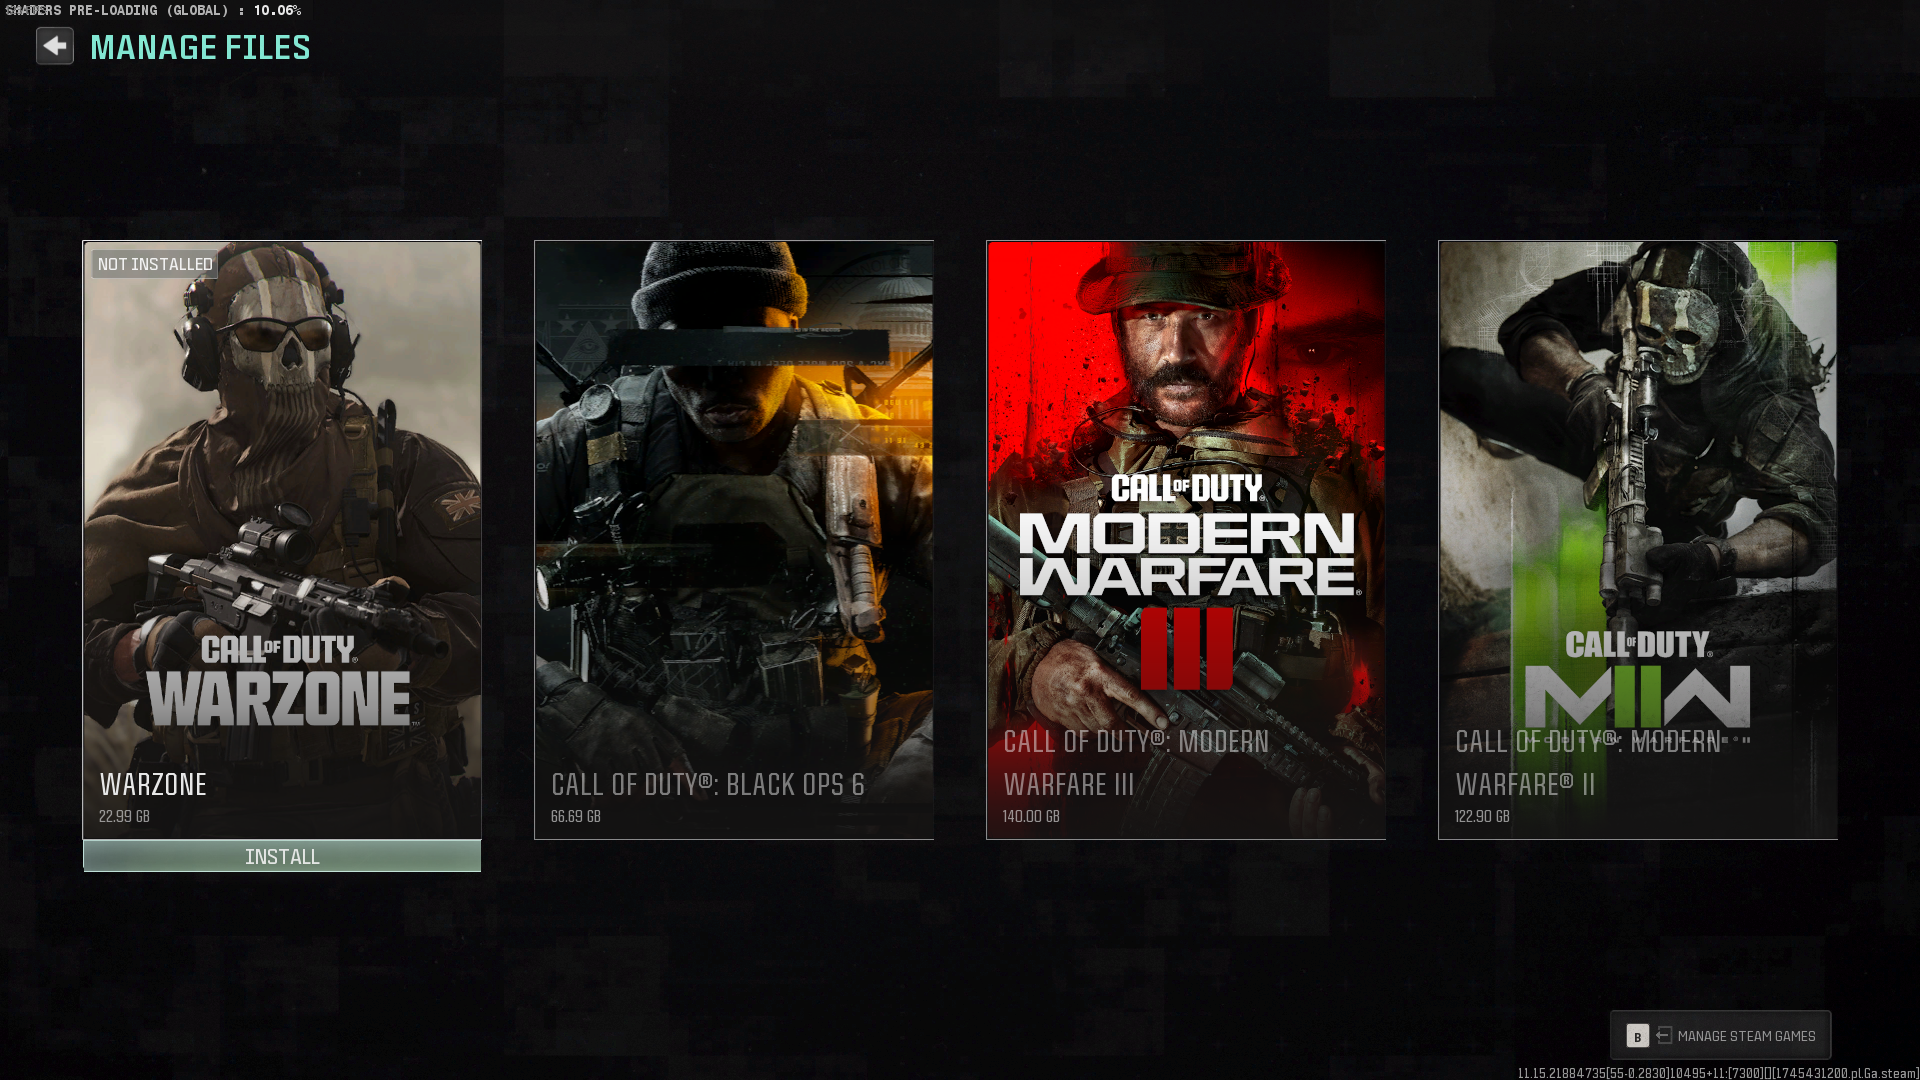 SHADERS PRE-LOADING (GLOBAL) : 10.06%
MANAGE FILES
NOT INSTALLED
CALL OF DUTY®
WARZONE™
WARZONE
22.99 GB
INSTALL
CALL OF DUTY®: BLACK OPS 6
66.69 GB
CALL OF DUTY®
MODERN
WARFARE®
III
CALL OF DUTY®: MODERN
WARFARE III
140.00 GB
CALL OF DUTY®
MIIW
CALL OF DUTY®: MODERN
WARFARE® II
122.90 GB
B MANAGE STEAM GAMES
11.15.21884735[55-0.2830]10495+11:[7300][][1745431200.pl.Ga.steam]